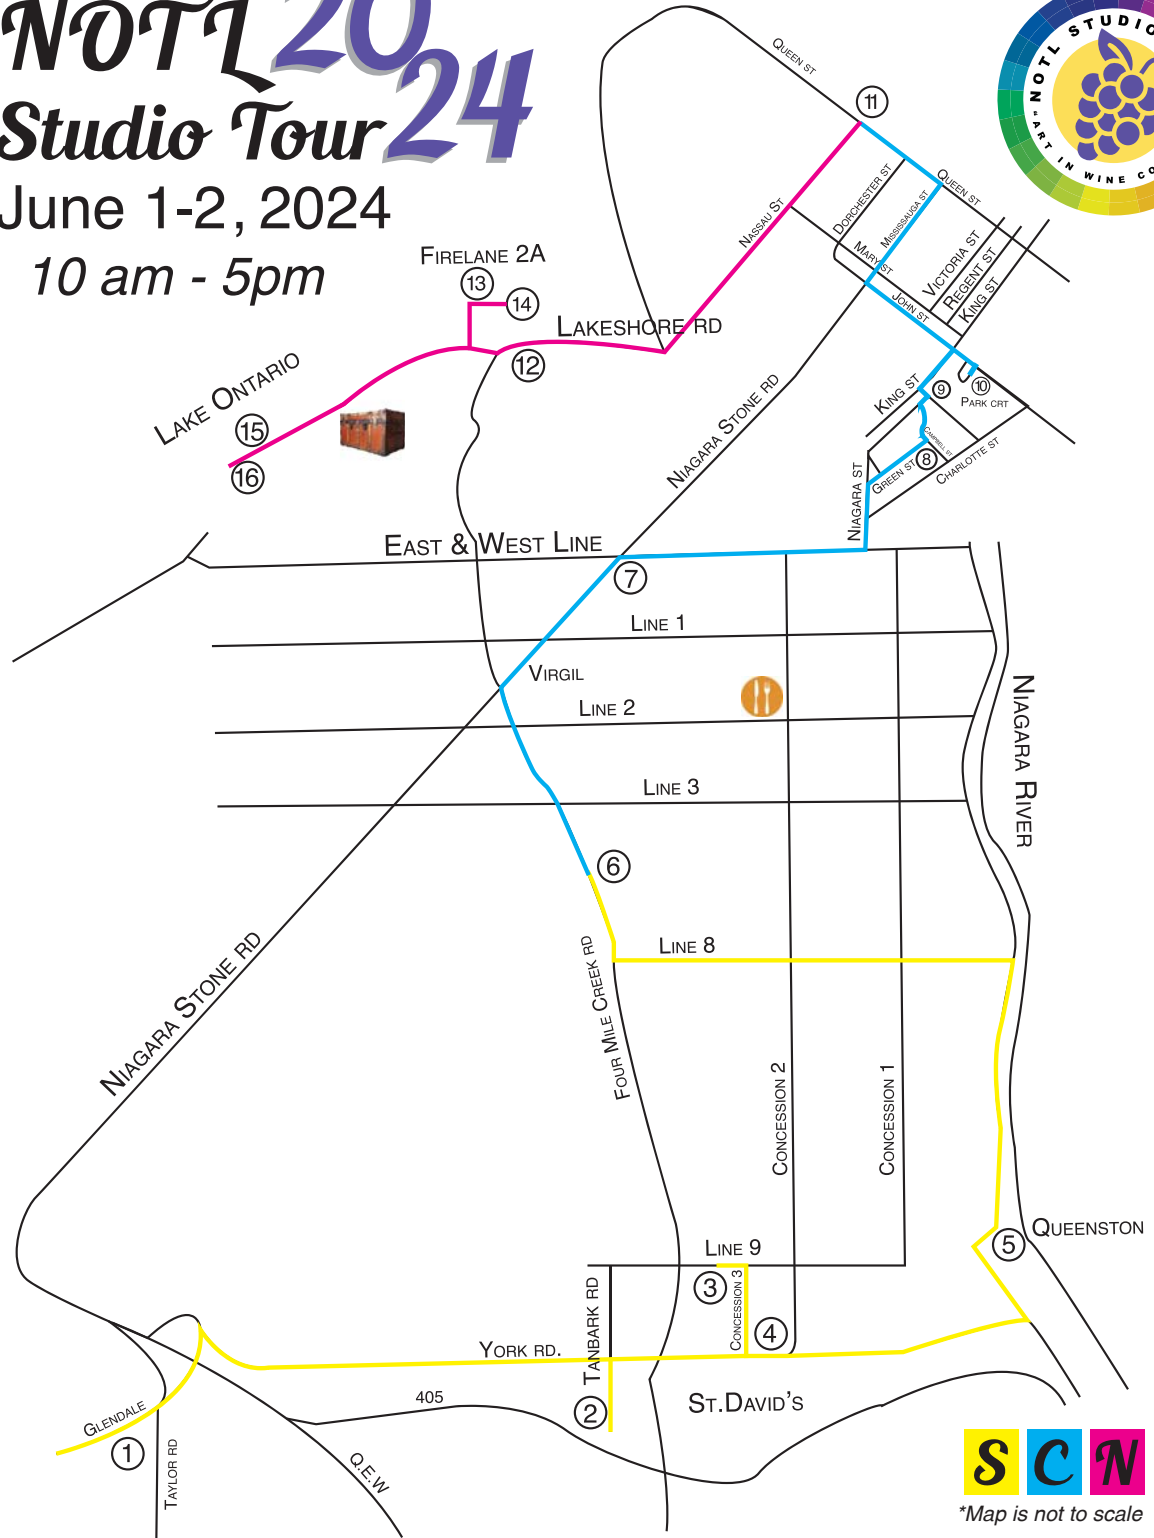 NOTL 2024
Studio Tour
June 1-2, 2024
10 am - 5pm
NOTL STUDIO
"ART IN WINE CO
QUEEN ST
11
DORCHESTER ST
QUEEN ST
MISSISSAUGA ST
NASSAU ST
MARY ST
VICTORIA ST
REGENT ST
KING ST
JOHN ST
FIRELANE 2A
13
14
LAKESHORE RD
12
LAKE ONTARIO
15
16
KING ST
9
10
PARK CRT
CAMPBELL ST
8
GREEN ST
CHARLOTTE ST
NIAGARA ST
NIAGARA STONE RD
EAST & WEST LINE
7
LINE 1
VIRGIL
LINE 2
NIAGARA RIVER
LINE 3
6
LINE 8
NIAGARA STONE RD
FOUR MILE CREEK RD
CONCESSION 2
CONCESSION 1
QUEENSTON
5
LINE 9
3
CONCESSION 3
4
TANBARK RD
YORK RD.
2
ST.DAVID'S
405
GLENDALE
1
TAYLOR RD
Q.E.W
S C N
*Map is not to scale